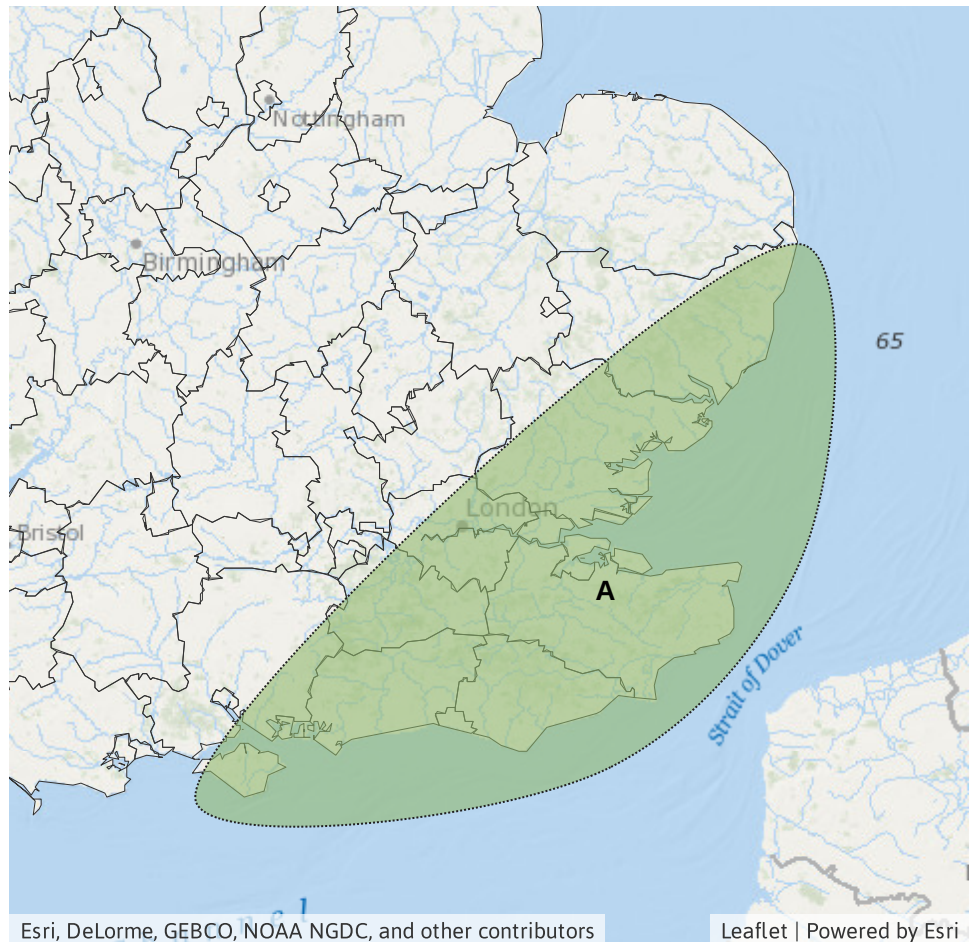 Nottingham
Birmingham
65
London
Bristol
A
Strait of Dover
Esri, DeLorme, GEBCO, NOAA NGDC, and other contributors
Leaflet | Powered by Esri